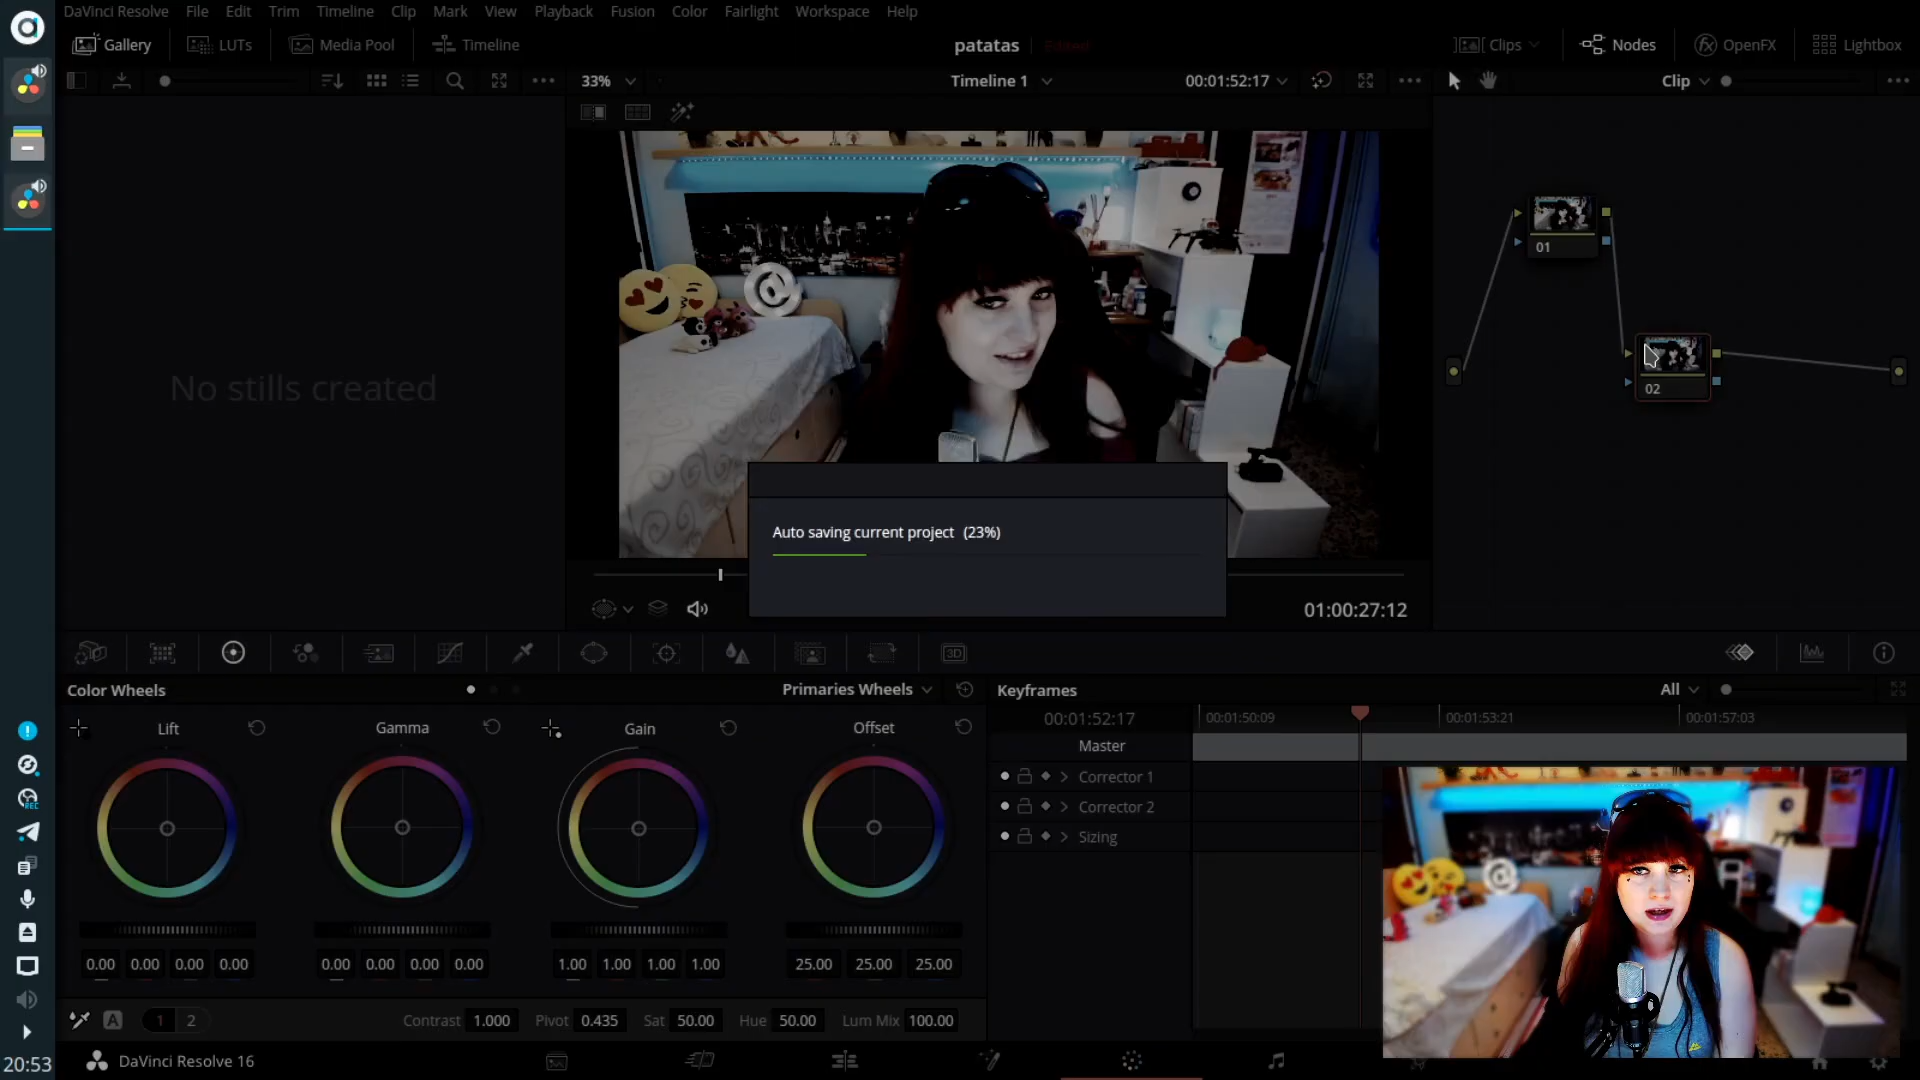 DaVinci Resolve File Edit Trim Timeline Clip Mark View Playback Fusion Color Fairlight Workspace Help
Gallery LUTs Media Pool Timeline patatas Edited Clips Nodes OpenFX Lightbox
33% Timeline 1 00:01:52:17 Clip
No stills created
01
02
@
Auto saving current project (23%)
01:00:27:12
3D
Color Wheels Primaries Wheels Keyframes All
Lift Gamma Gain Offset
00:01:52:17 00:01:50:09 00:01:53:21 00:01:57:03
Master
Corrector 1
Corrector 2
Sizing
REC
0.00 0.00 0.00 0.00 0.00 0.00 0.00 0.00 1.00 1.00 1.00 1.00 25.00 25.00 25.00
A 1 2 Contrast 1.000 Pivot 0.435 Sat 50.00 Hue 50.00 Lum Mix 100.00
20:53 DaVinci Resolve 16